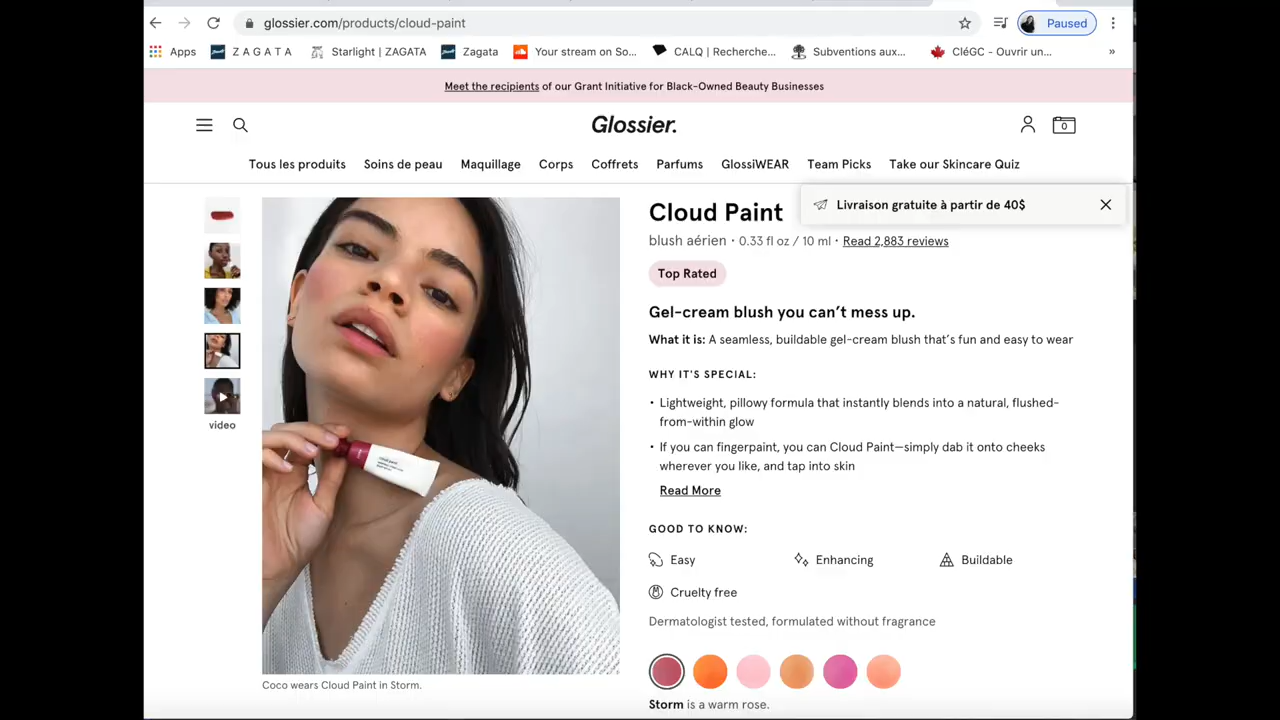 glossier.com/products/cloud-paint
Paused
Apps
Z A G A T A
Starlight | ZAGATA
Zagata
Your stream on So...
CALQ | Recherche...
Subventions aux...
CléGC - Ouvrir un...
»
Meet the recipients of our Grant Initiative for Black-Owned Beauty Businesses
Glossier.
0
Tous les produits
Soins de peau
Maquillage
Corps
Coffrets
Parfums
GlossiWEAR
Team Picks
Take our Skincare Quiz
Livraison gratuite à partir de 40$
Cloud Paint
blush aérien · 0.33 fl oz / 10 ml · Read 2,883 reviews
Top Rated
Gel-cream blush you can’t mess up.
What it is: A seamless, buildable gel-cream blush that’s fun and easy to wear
WHY IT'S SPECIAL:
• Lightweight, pillowy formula that instantly blends into a natural, flushed-
from-within glow
• If you can fingerpaint, you can Cloud Paint—simply dab it onto cheeks
wherever you like, and tap into skin
Read More
GOOD TO KNOW:
Easy
Enhancing
Buildable
Cruelty free
Dermatologist tested, formulated without fragrance
Storm is a warm rose.
video
cloud paint
Coco wears Cloud Paint in Storm.